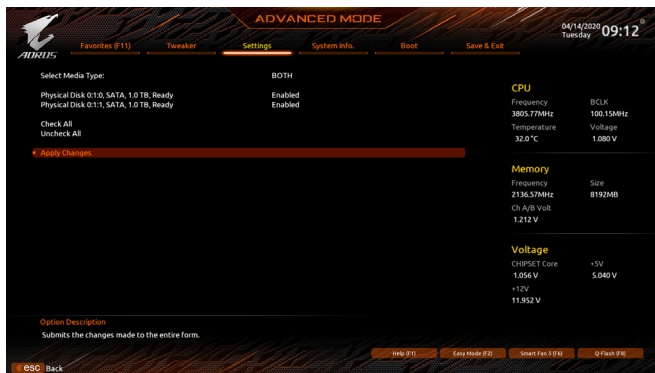 ADVANCED MODE
04/14/2020
Tuesday
09:12
AORUS
Favorites (F11) Tweaker Settings System Info. Boot Save & Exit
Select Media Type: BOTH
Physical Disk 0:1:0, SATA, 1.0 TB, Ready Enabled
Physical Disk 0:1:1, SATA, 1.0 TB, Ready Enabled
Check All
Uncheck All
Apply Changes
CPU
Frequency BCLK
3805.77MHz 100.15MHz
Temperature Voltage
32.0 °C 1.080 V
Memory
Frequency Size
2136.57MHz 8192MB
Ch A/B Volt
1.212 V
Voltage
CHIPSET Core +5V
1.056 V 5.040 V
+12V
11.952 V
Option Description
Submits the changes made to the entire form.
Help (F1) Easy Mode (F2) Smart Fan 5 (F6) Q-Flash (F8)
esc Back